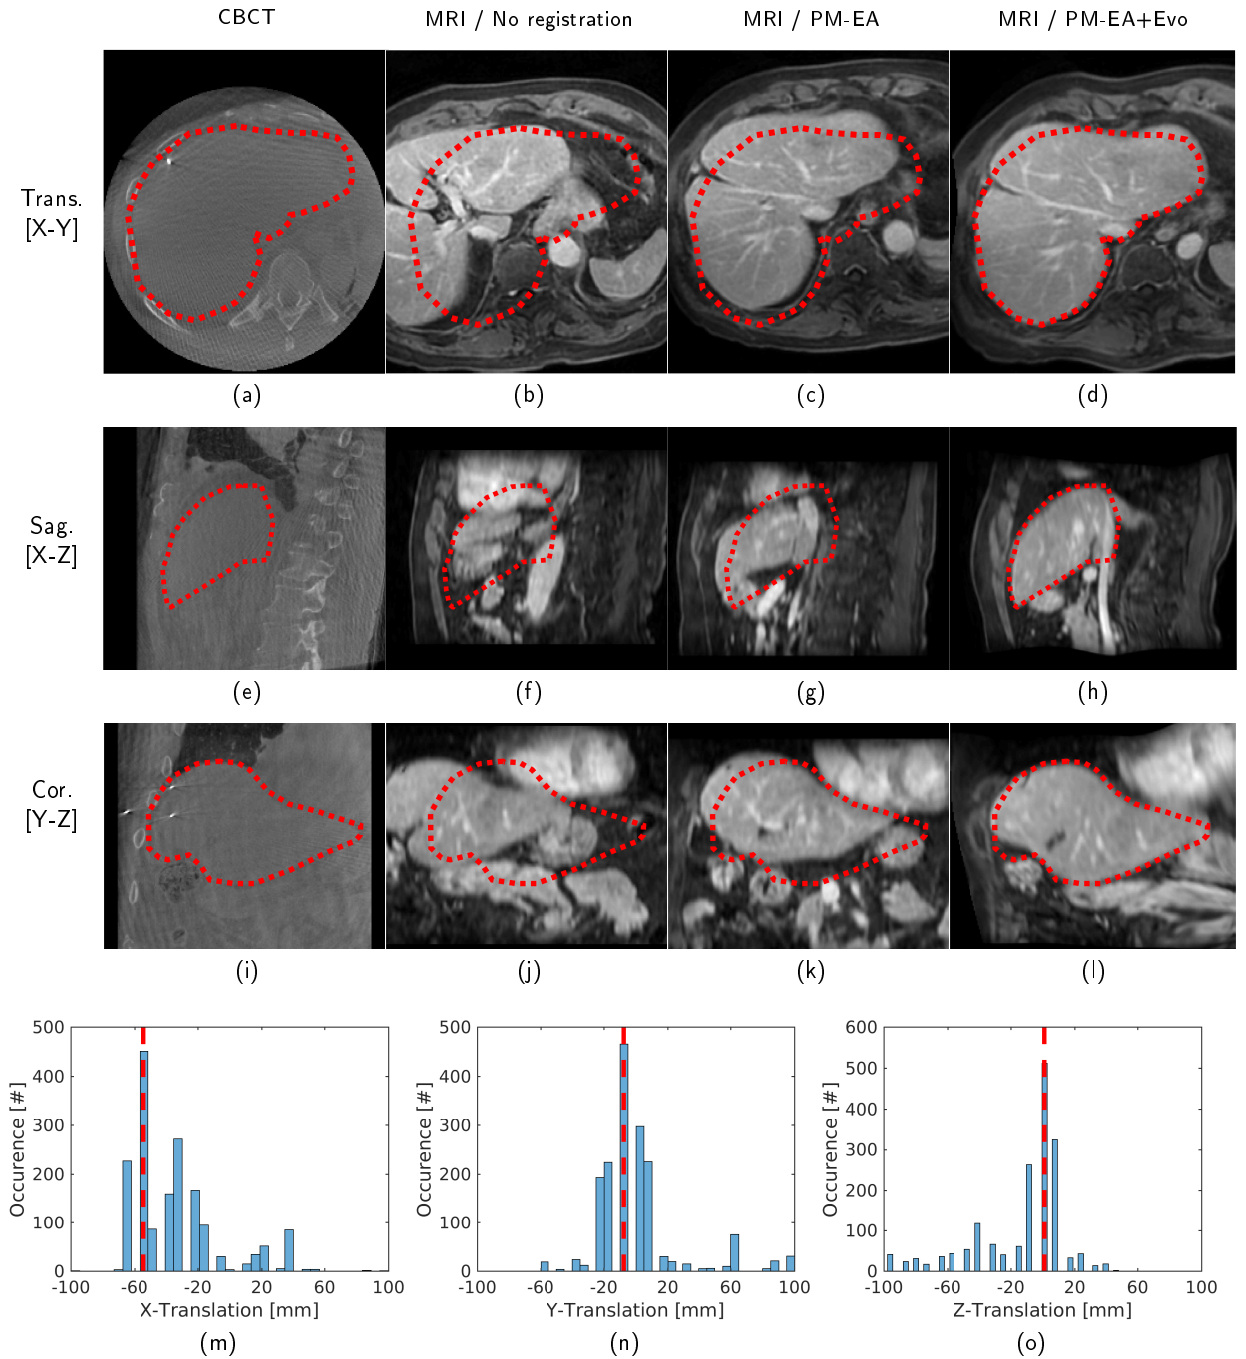 CBCT MRI / No registration MRI / PM-EA MRI / PM-EA+Evo
Trans.
[X-Y]
(a) (b) (c) (d)
Sag.
[X-Z]
(e) (f) (g) (h)
Cor.
[Y-Z]
(i) (j) (k) (l)
Occurence [#]
500
400
300
200
100
0
-100 -60 -20 20 60 100
X-Translation [mm]
(m)
Occurence [#]
500
400
300
200
100
0
-100 -60 -20 20 60 100
Y-Translation [mm]
(n)
Occurence [#]
600
500
400
300
200
100
0
-100 -60 -20 20 60 100
Z-Translation [mm]
(o)